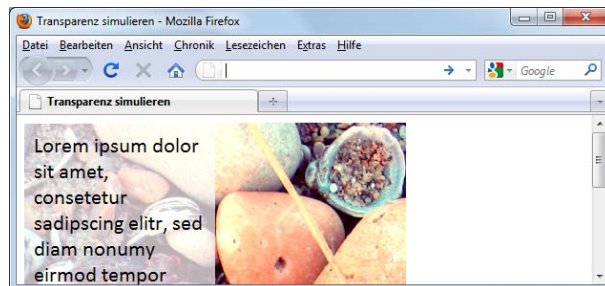 Transparenz simulieren - Mozilla Firefox
Datei Bearbeiten Ansicht Chronik Lesezeichen Extras Hilfe
Google
Transparenz simulieren
Lorem ipsum dolor
sit amet,
consetetur
sadipscing elitr, sed
diam nonumy
eirmod tempor